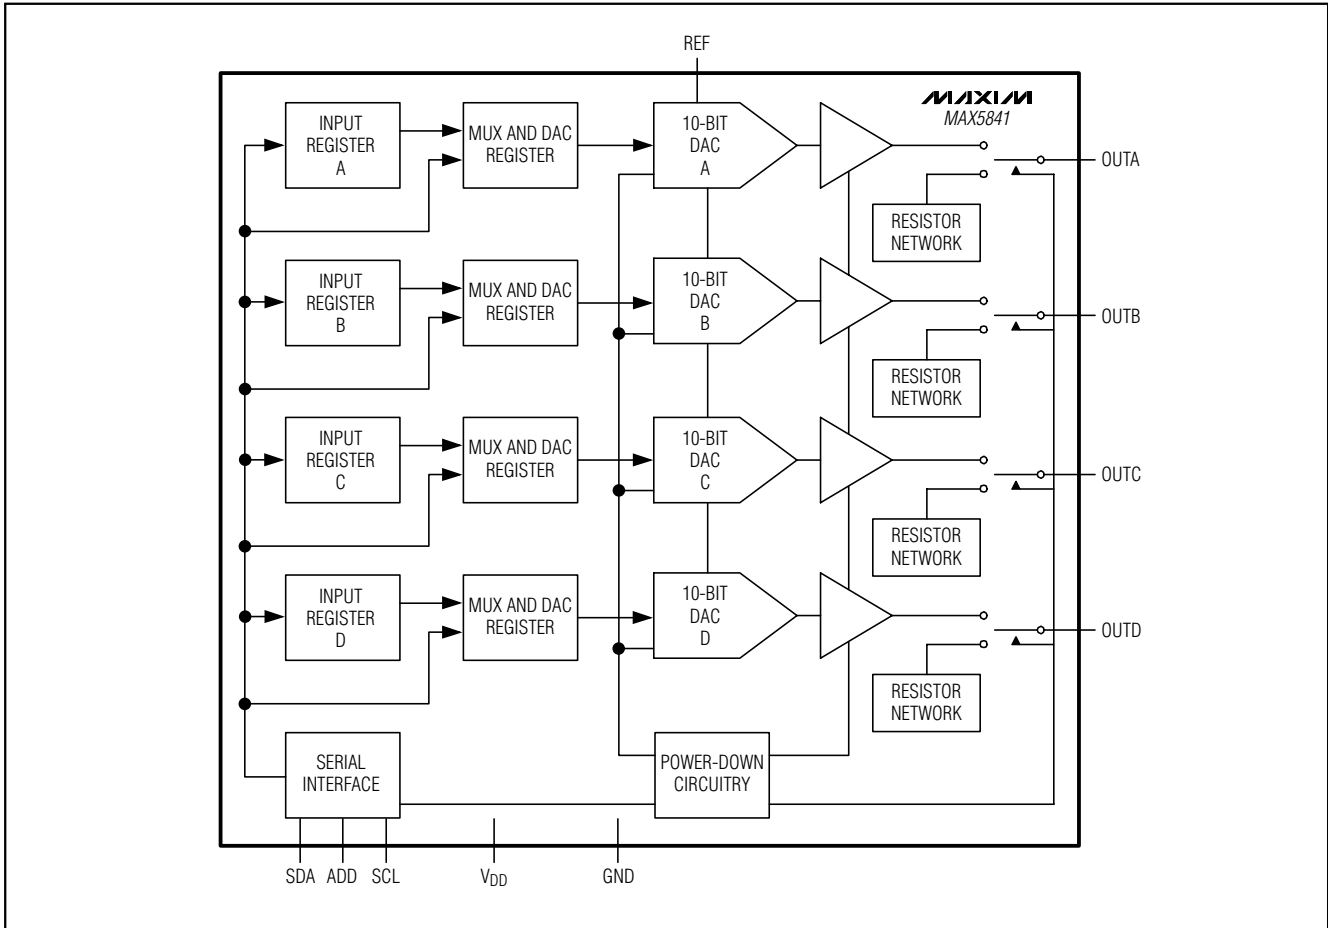 REF
MAXIM
MAX5841
INPUT
REGISTER
A
MUX AND DAC
REGISTER
10-BIT
DAC
A
OUTA
RESISTOR
NETWORK
INPUT
REGISTER
B
MUX AND DAC
REGISTER
10-BIT
DAC
B
OUTB
RESISTOR
NETWORK
INPUT
REGISTER
C
MUX AND DAC
REGISTER
10-BIT
DAC
C
OUTC
RESISTOR
NETWORK
INPUT
REGISTER
D
MUX AND DAC
REGISTER
10-BIT
DAC
D
OUTD
RESISTOR
NETWORK
SERIAL
INTERFACE
POWER-DOWN
CIRCUITRY
SDA ADD SCL VDD GND